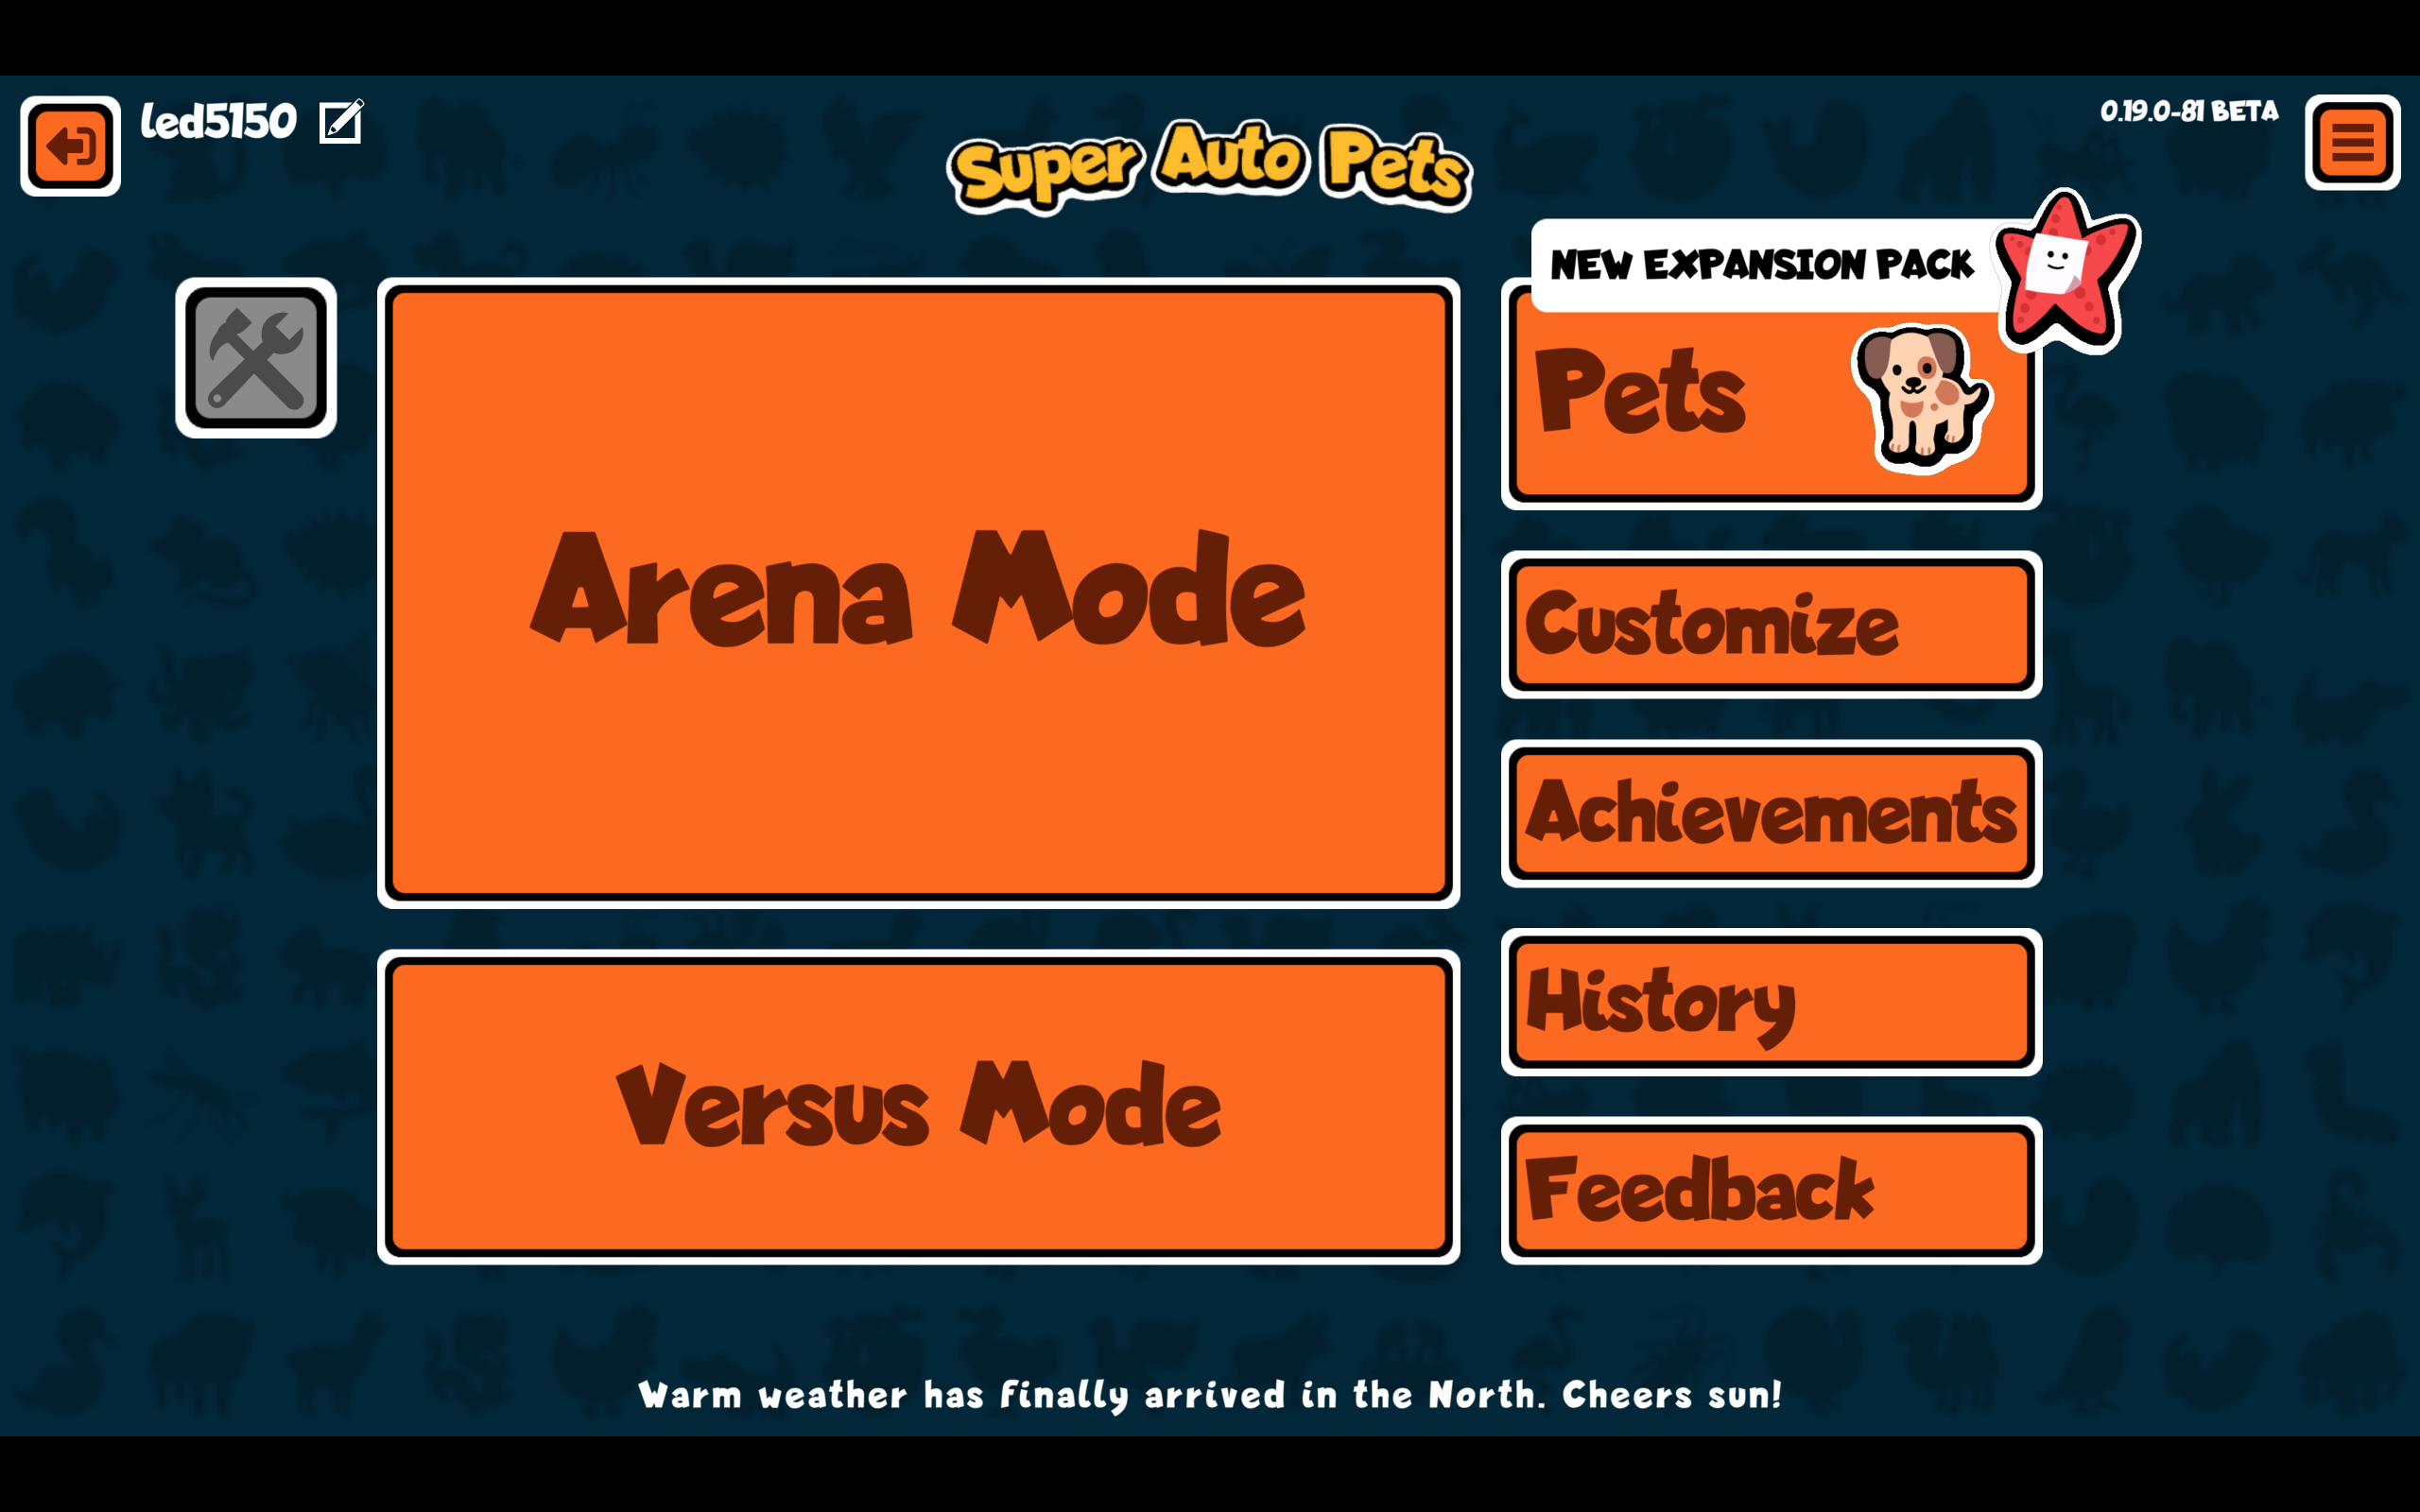 led5150
0.19.0-81 BETA
Super Auto Pets
NEW EXPANSION PACK
Pets
Arena Mode
Customize
Achievements
History
Versus Mode
Feedback
Warm weather has finally arrived in the North. Cheers sun!